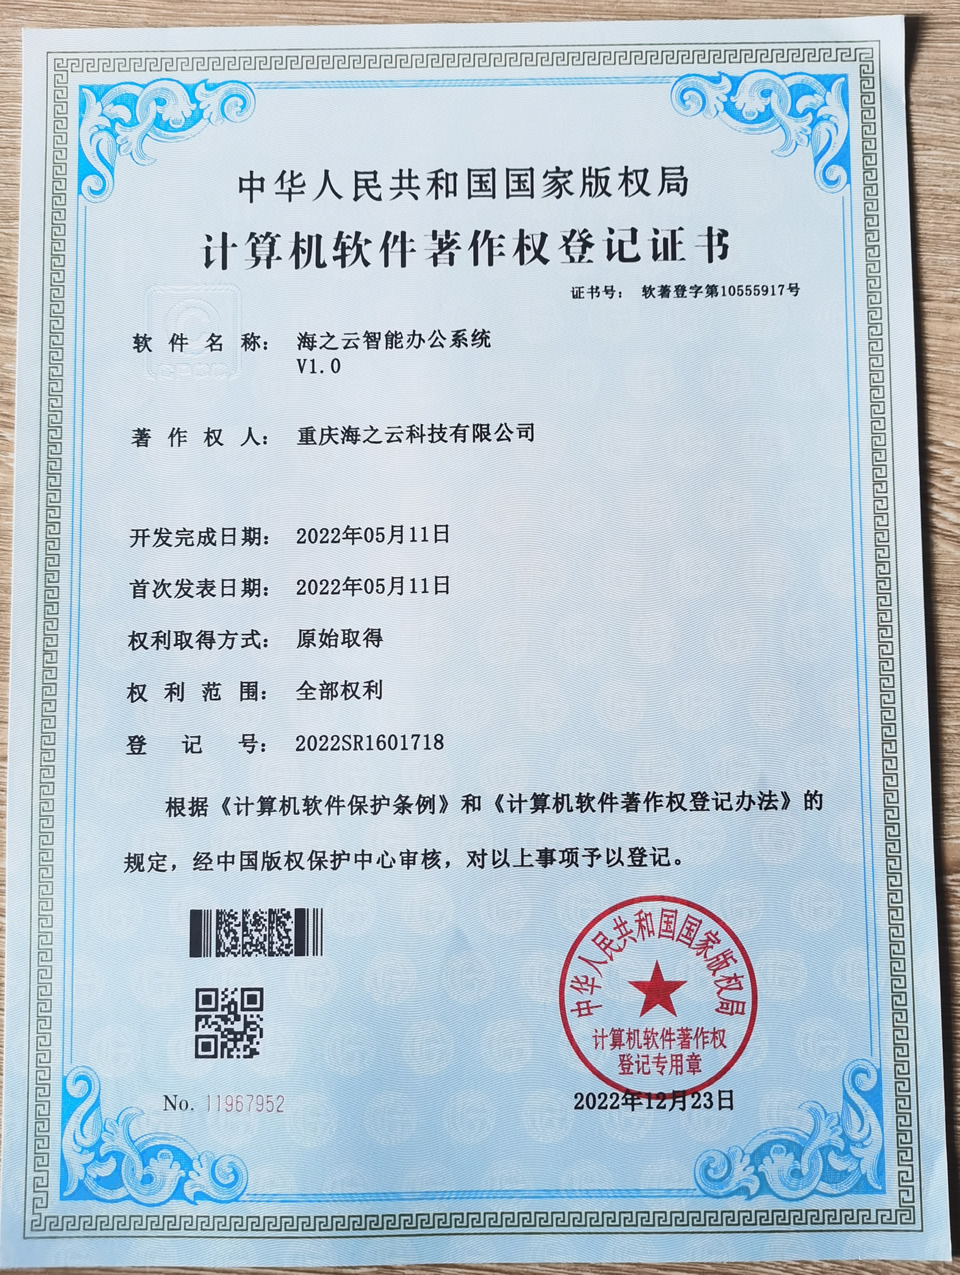 中华人民共和国国家版权局
计算机软件著作权登记证书
证书号： 软著登字第10555917号
软件名称： 海之云智能办公系统
V1.0
著作权人： 重庆海之云科技有限公司
开发完成日期： 2022年05月11日
首次发表日期： 2022年05月11日
权利取得方式： 原始取得
权利范围： 全部权利
登记号： 2022SR1601718
根据《计算机软件保护条例》和《计算机软件著作权登记办法》的
规定，经中国版权保护中心审核，对以上事项予以登记。
中华人民共和国国家版权局
计算机软件著作权
登记专用章
No. 11967952
2022年12月23日
CPCC